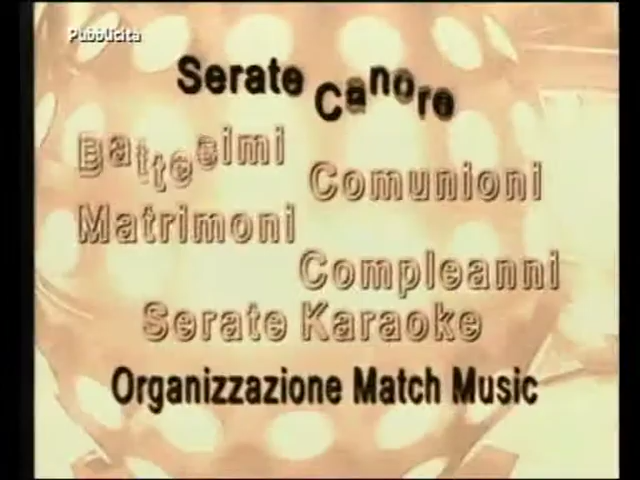 Pubblicità
Serate Canore
Battesimi
Comunioni
Matrimoni
Compleanni
Serate Karaoke
Organizzazione Match Music